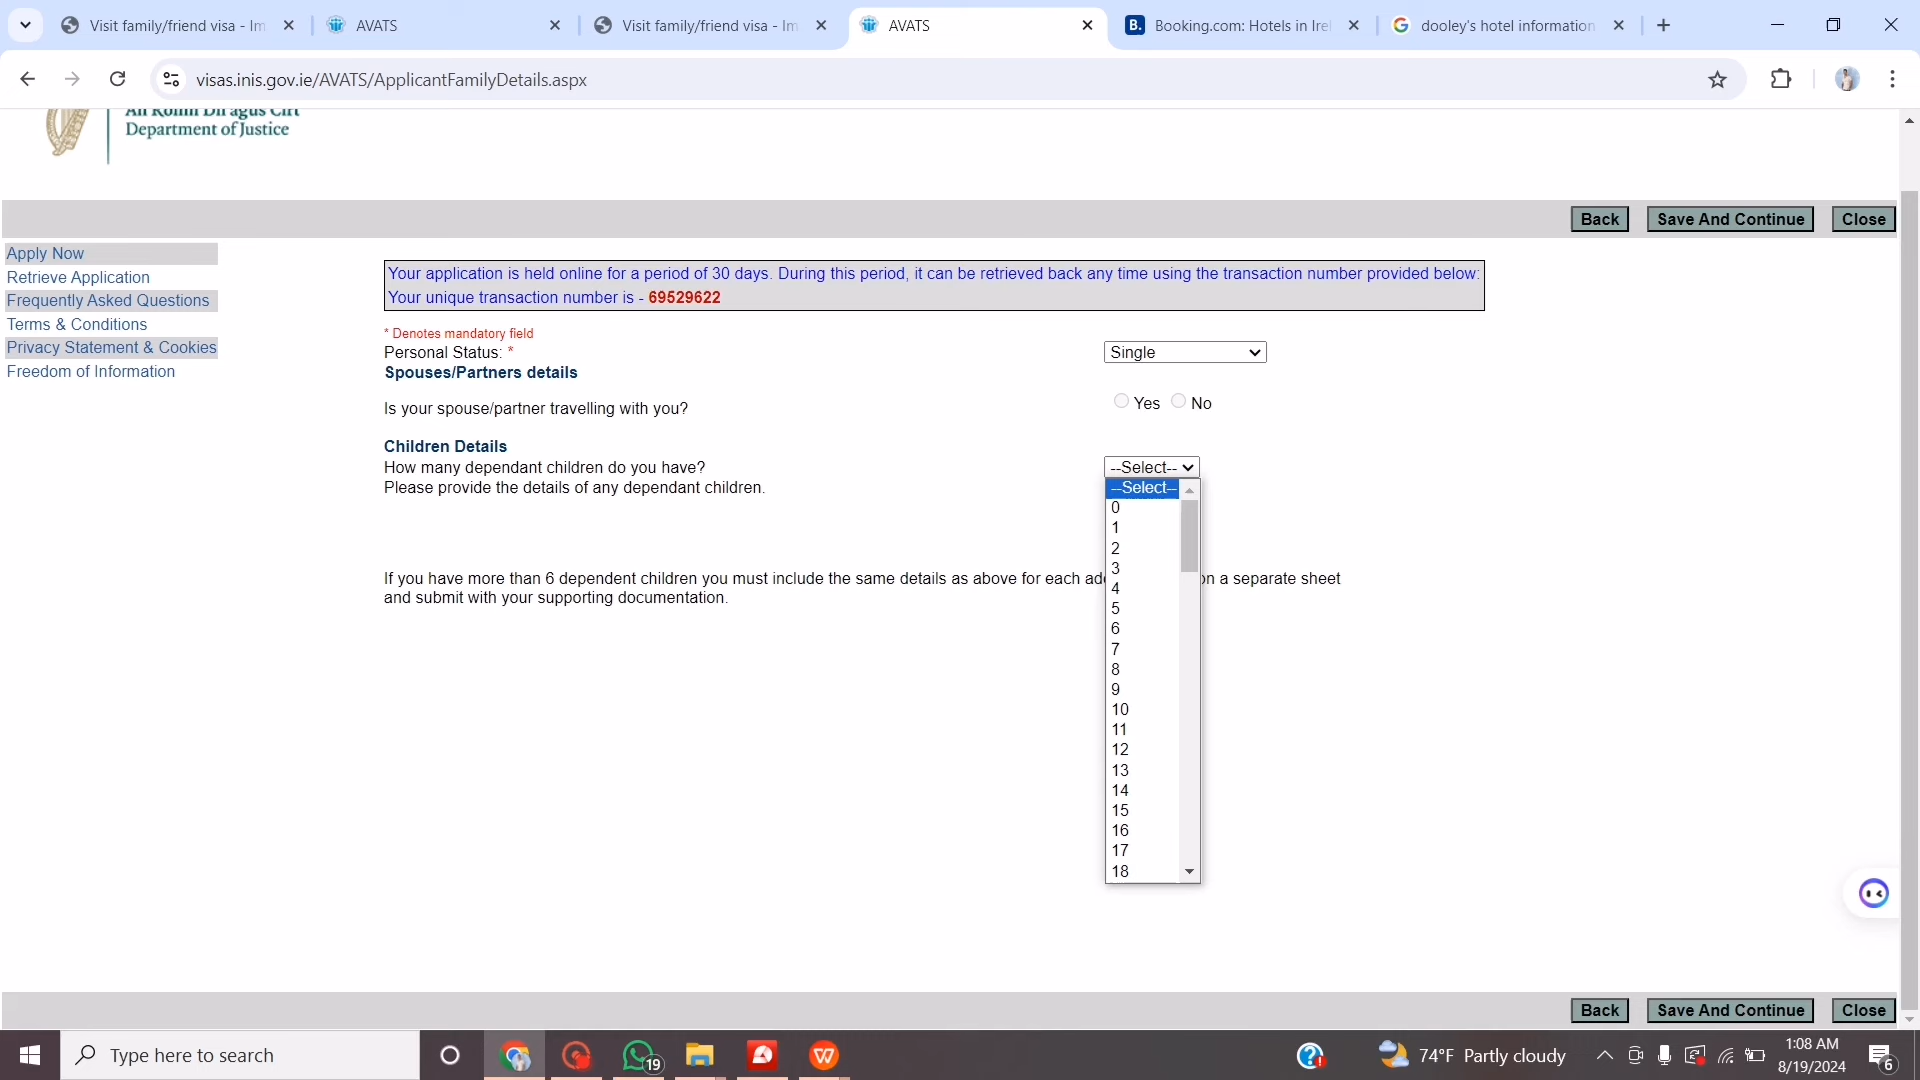 Visit family/friend visa - Im
AVATS
Visit family/friend visa - Im
AVATS
Booking.com: Hotels in Irel
dooley's hotel information
visas.inis.gov.ie/AVATS/ApplicantFamilyDetails.aspx
An Roinn Dlí agus Cirt
Department of Justice
Back
Save And Continue
Close
Apply Now
Retrieve Application
Frequently Asked Questions
Terms & Conditions
Privacy Statement & Cookies
Freedom of Information
Your application is held online for a period of 30 days. During this period, it can be retrieved back any time using the transaction number provided below:
Your unique transaction number is - 69529622
* Denotes mandatory field
Personal Status: *
Single
Spouses/Partners details
Is your spouse/partner travelling with you?
Yes
No
Children Details
How many dependant children do you have?
--Select--
Please provide the details of any dependant children.
--Select--
0
1
2
3
4
5
6
7
8
9
10
11
12
13
14
15
16
17
18
If you have more than 6 dependent children you must include the same details as above for each
on a separate sheet
and submit with your supporting documentation.
Back
Save And Continue
Close
Type here to search
19
74°F Partly cloudy
1:08 AM
8/19/2024
6